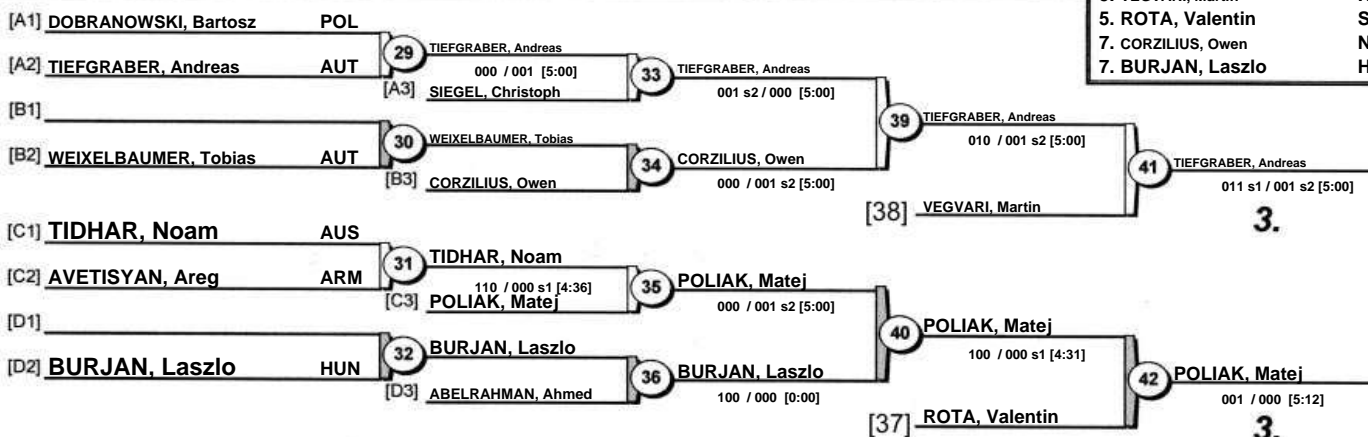 5. ROTA, Valentin S
7. CORZILIUS, Owen N
7. BURJAN, Laszlo H
[A1] DOBRANOWSKI, Bartosz POL
[A2] TIEFGRABER, Andreas AUT
29
TIEFGRABER, Andreas
000 / 001 [5:00]
[A3] SIEGEL, Christoph
33
TIEFGRABER, Andreas
001 s2 / 000 [5:00]
[B1]
[B2] WEIXELBAUMER, Tobias AUT
30
WEIXELBAUMER, Tobias
[B3] CORZILIUS, Owen
34
CORZILIUS, Owen
000 / 001 s2 [5:00]
39
TIEFGRABER, Andreas
010 / 001 s2 [5:00]
[38] VEGVARI, Martin
41
TIEFGRABER, Andreas
011 s1 / 001 s2 [5:00]
3.
[C1] TIDHAR, Noam AUS
[C2] AVETISYAN, Areg ARM
31
TIDHAR, Noam
110 / 000 s1 [4:36]
[C3] POLIAK, Matej
35
POLIAK, Matej
000 / 001 s2 [5:00]
[D1]
[D2] BURJAN, Laszlo HUN
32
BURJAN, Laszlo
[D3] ABELRAHMAN, Ahmed
36
BURJAN, Laszlo
100 / 000 [0:00]
40
POLIAK, Matej
100 / 000 s1 [4:31]
[37] ROTA, Valentin
42
POLIAK, Matej
001 / 000 [5:12]
3.